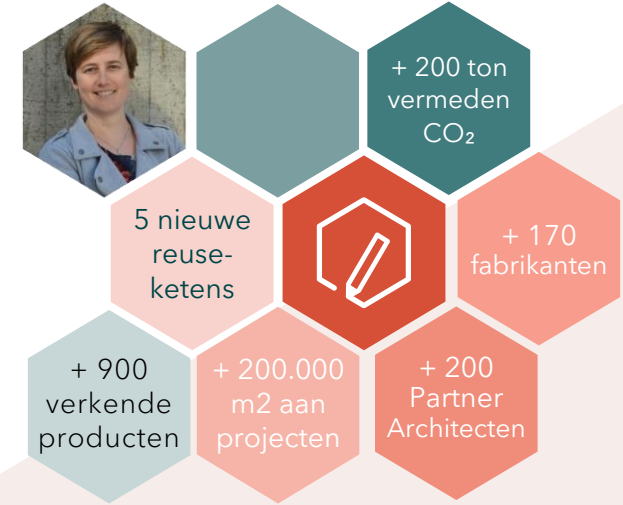 + 200 ton
vermeden
CO₂
5 nieuwe
reuse-
ketens
+ 170
fabrikanten
+ 900
verkende
producten
+ 200.000
m2 aan
projecten
+ 200
Partner
Architecten